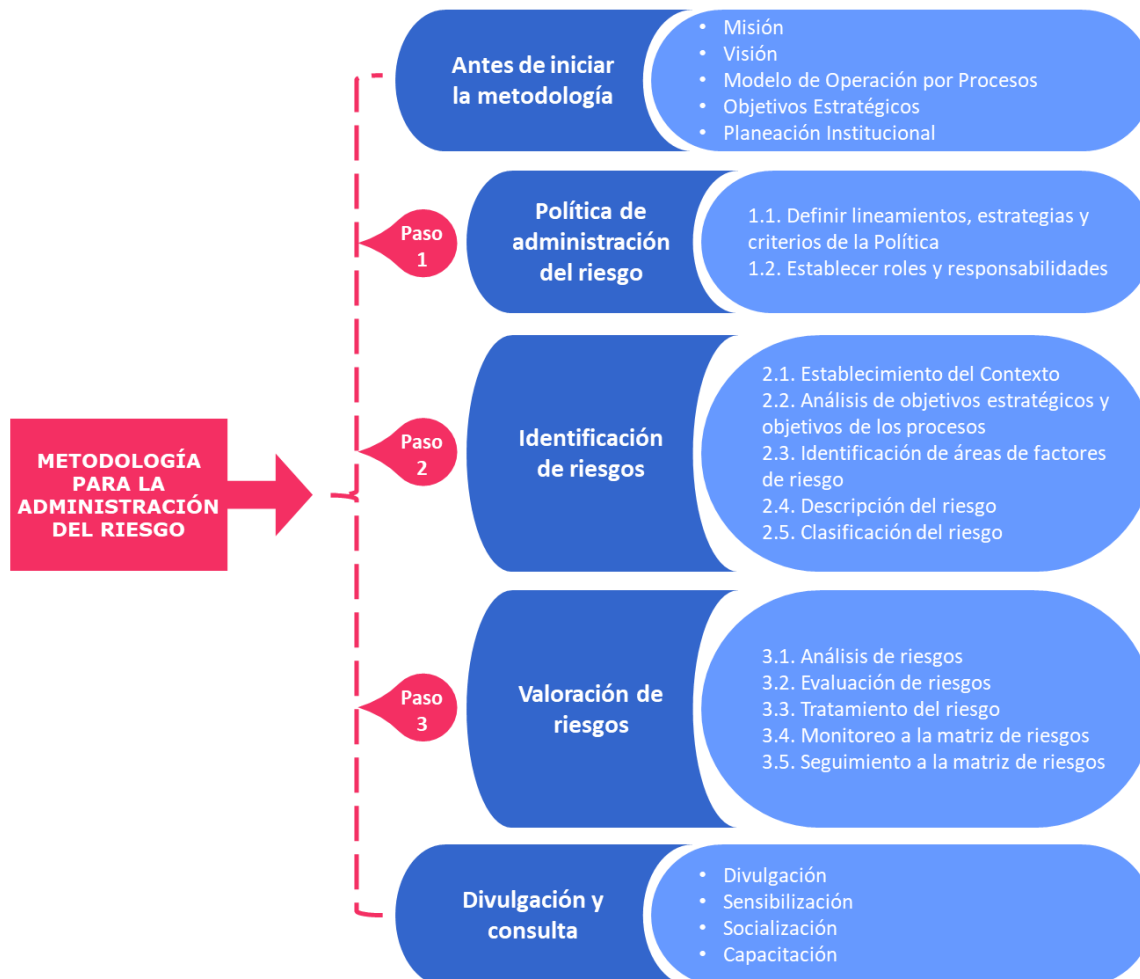 METODOLOGÍA
PARA LA
ADMINISTRACIÓN
DEL RIESGO
Antes de iniciar
la metodología
• Misión
• Visión
• Modelo de Operación por Procesos
• Objetivos Estratégicos
• Planeación Institucional
Paso
1
Política de
administración
del riesgo
1.1. Definir lineamientos, estrategias y
criterios de la Política
1.2. Establecer roles y responsabilidades
Paso
2
Identificación
de riesgos
2.1. Establecimiento del Contexto
2.2. Análisis de objetivos estratégicos y
objetivos de los procesos
2.3. Identificación de áreas de factores
de riesgo
2.4. Descripción del riesgo
2.5. Clasificación del riesgo
Paso
3
Valoración de
riesgos
3.1. Análisis de riesgos
3.2. Evaluación de riesgos
3.3. Tratamiento del riesgo
3.4. Monitoreo a la matriz de riesgos
3.5. Seguimiento a la matriz de riesgos
Divulgación y
consulta
• Divulgación
• Sensibilización
• Socialización
• Capacitación